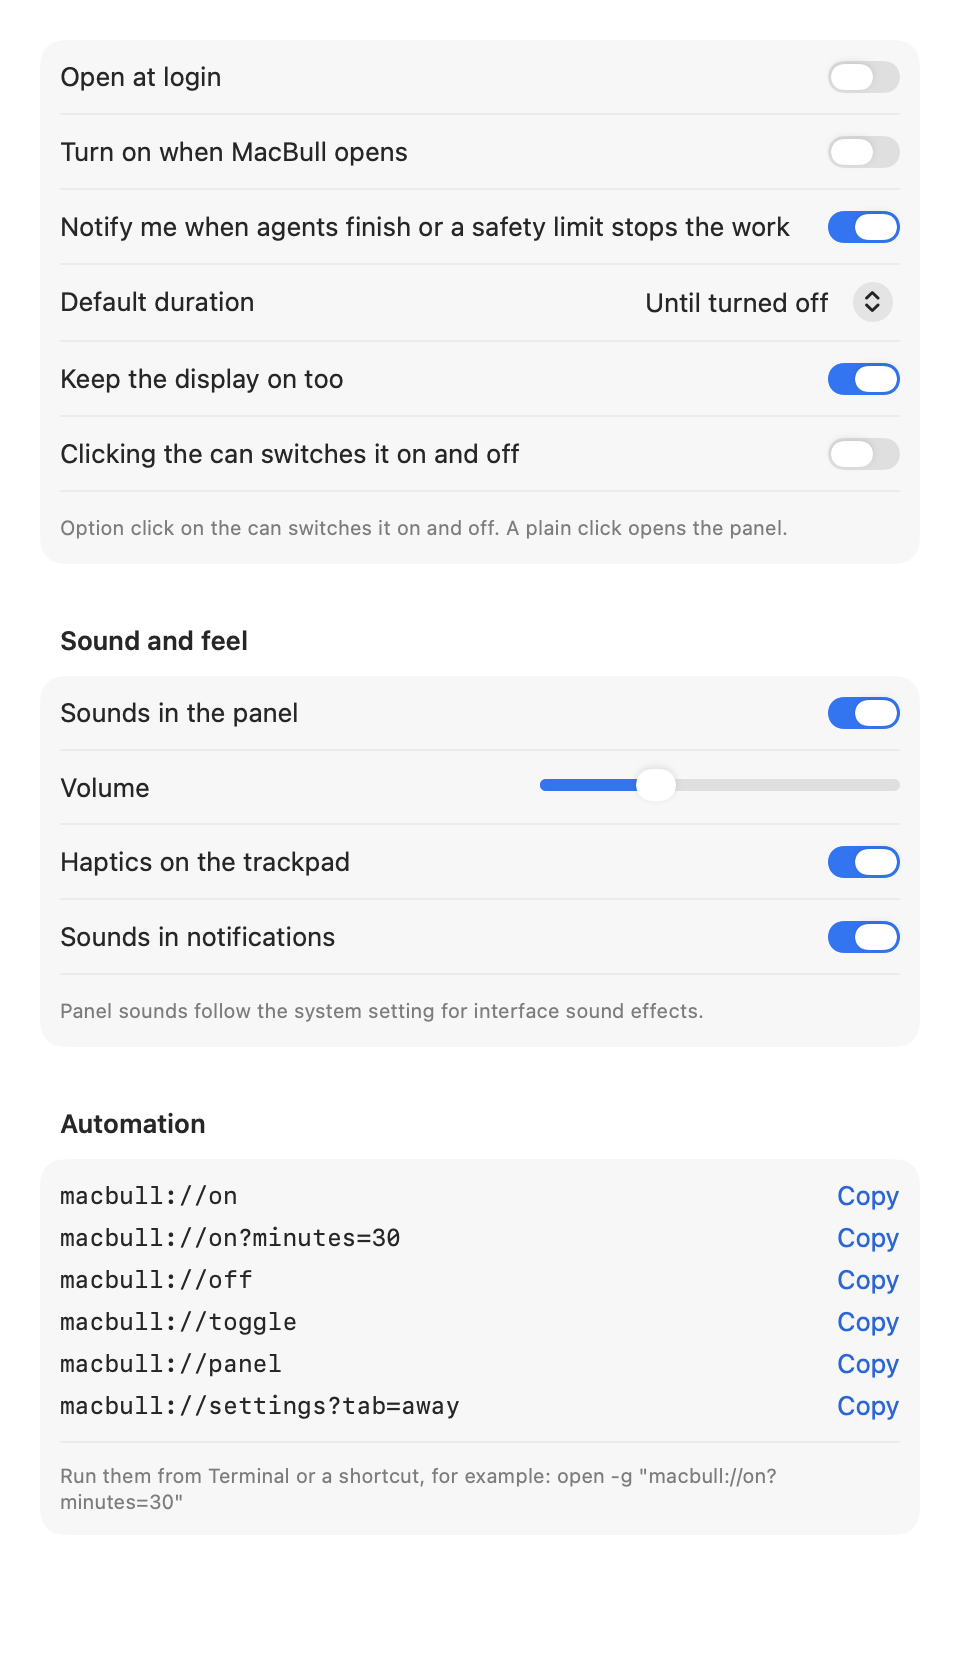 Open at login
Turn on when MacBull opens
Notify me when agents finish or a safety limit stops the work
Default duration Until turned off
Keep the display on too
Clicking the can switches it on and off
Option click on the can switches it on and off. A plain click opens the panel.
Sound and feel
Sounds in the panel
Volume
Haptics on the trackpad
Sounds in notifications
Panel sounds follow the system setting for interface sound effects.
Automation
macbull://on Copy
macbull://on?minutes=30 Copy
macbull://off Copy
macbull://toggle Copy
macbull://panel Copy
macbull://settings?tab=away Copy
Run them from Terminal or a shortcut, for example: open -g "macbull://on?
minutes=30"